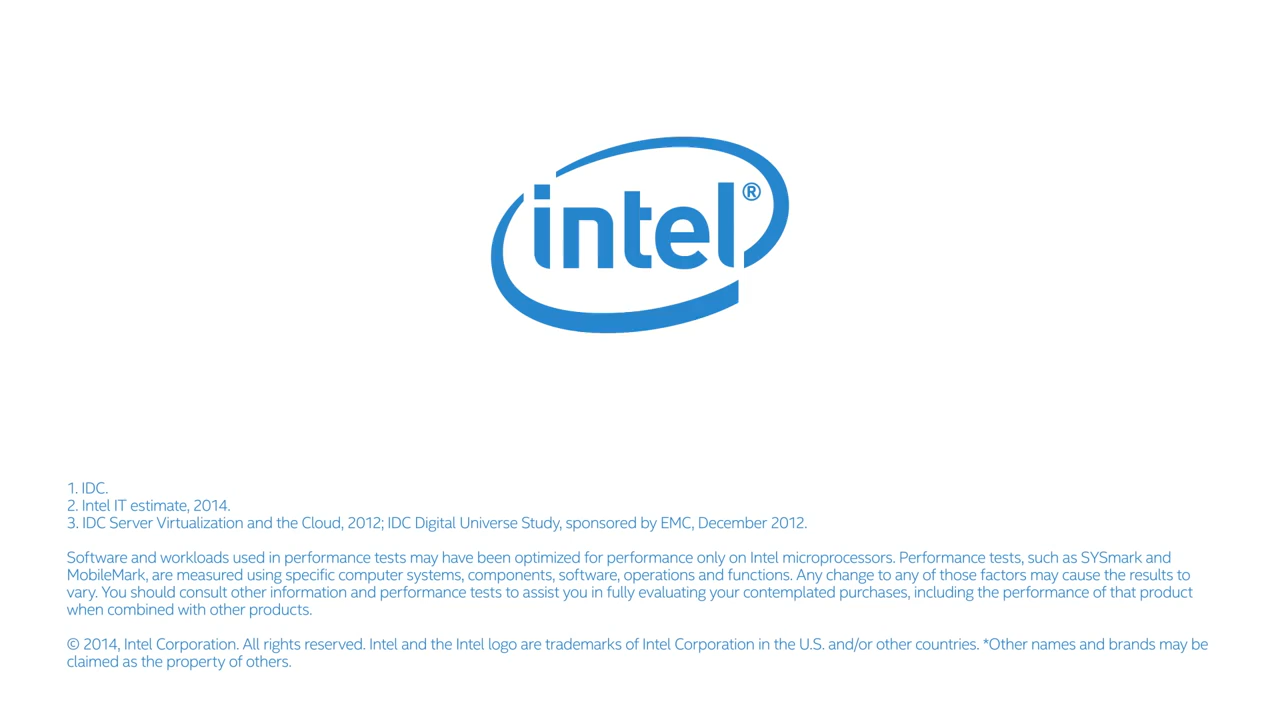 intel®
1. IDC.
2. Intel IT estimate, 2014.
3. IDC Server Virtualization and the Cloud, 2012; IDC Digital Universe Study, sponsored by EMC, December 2012.
Software and workloads used in performance tests may have been optimized for performance only on Intel microprocessors. Performance tests, such as SYSmark and
MobileMark, are measured using specific computer systems, components, software, operations and functions. Any change to any of those factors may cause the results to
vary. You should consult other information and performance tests to assist you in fully evaluating your contemplated purchases, including the performance of that product
when combined with other products.
© 2014, Intel Corporation. All rights reserved. Intel and the Intel logo are trademarks of Intel Corporation in the U.S. and/or other countries. *Other names and brands may be
claimed as the property of others.